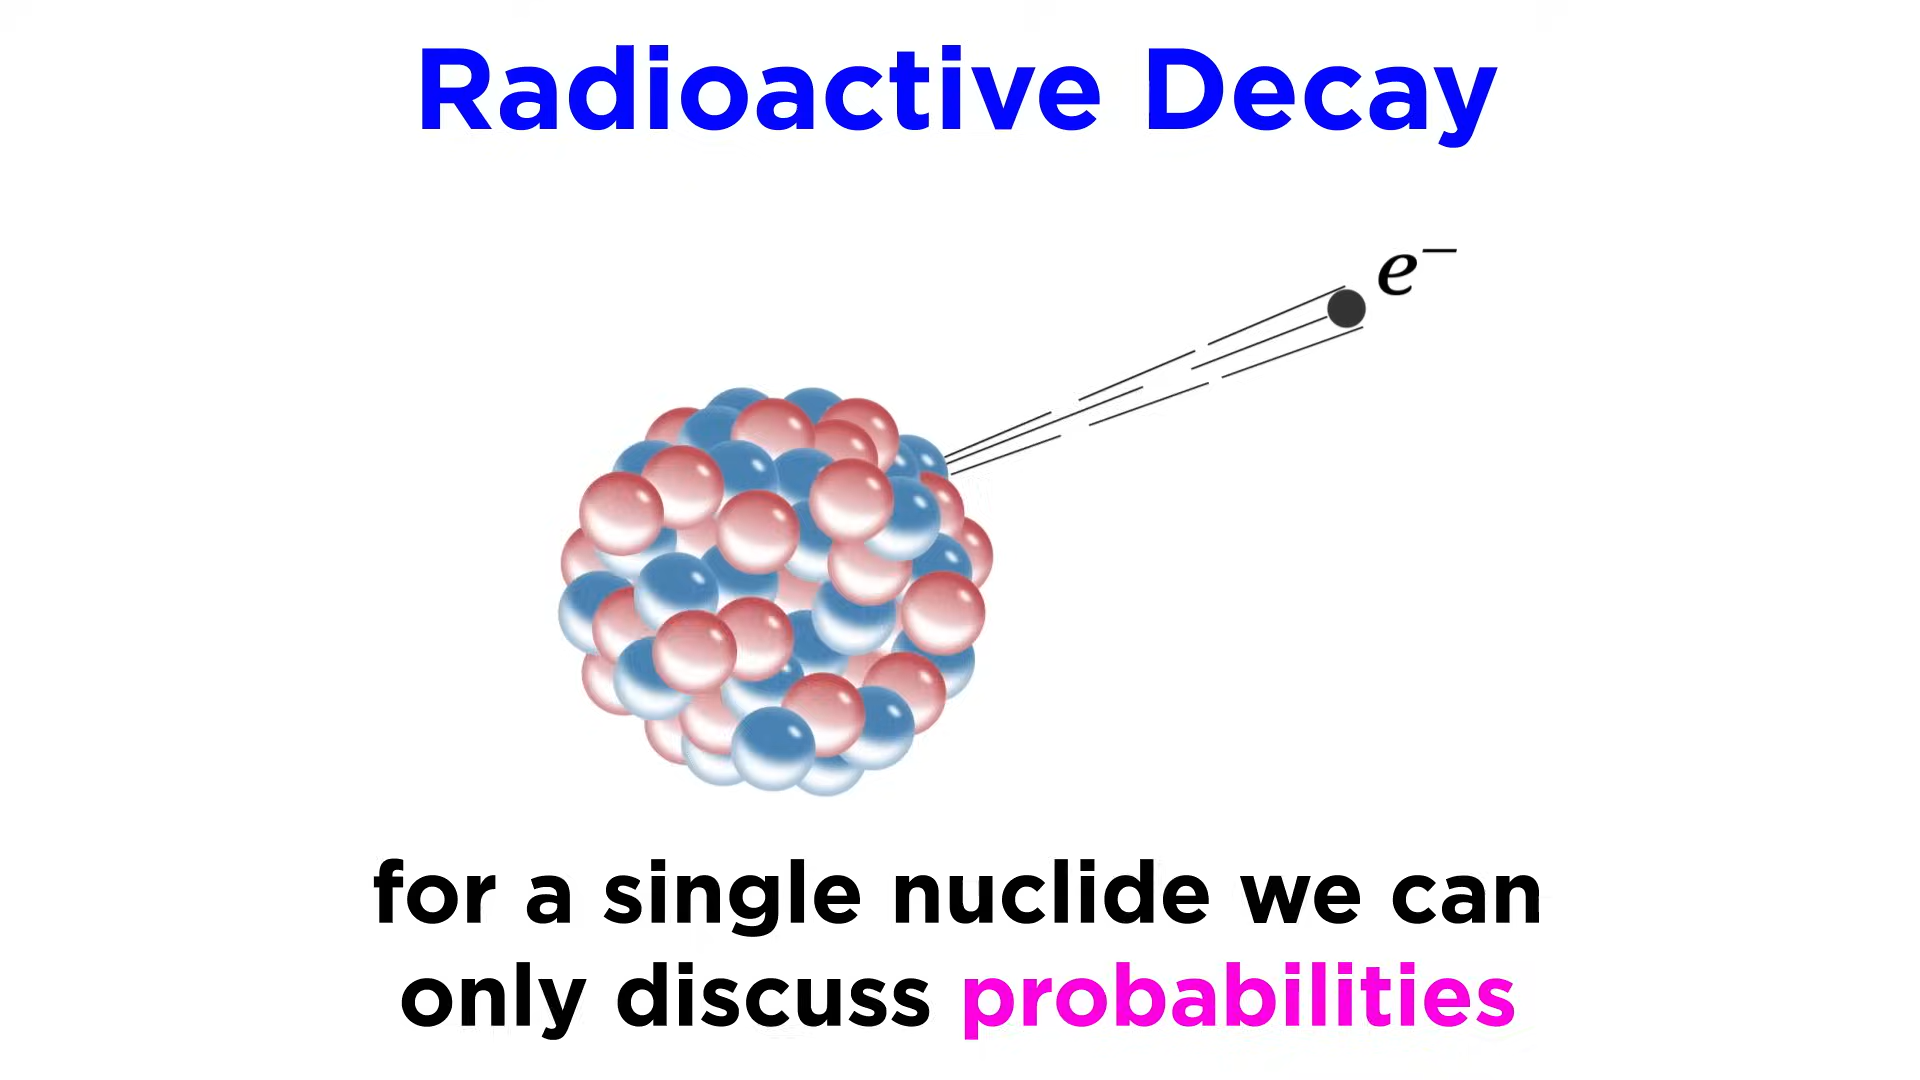 Radioactive Decay
e⁻
for a single nuclide we can
only discuss probabilities